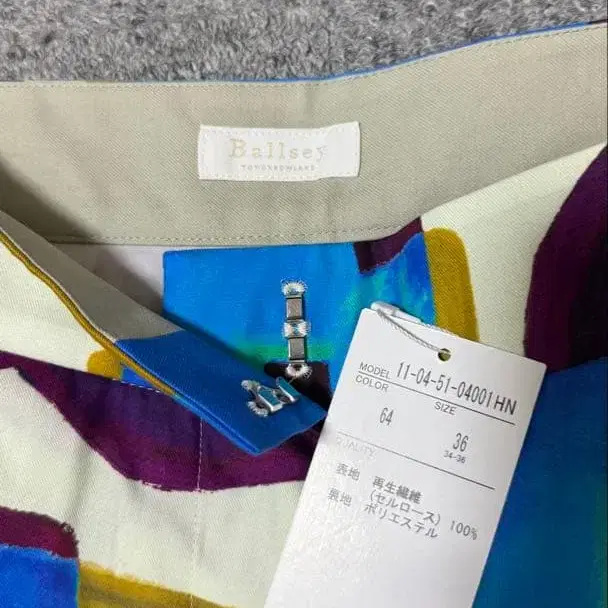 Ballsey
TOMORROWLAND
MODEL 11-04-51-04001HN
COLOR SIZE
64 36
34-36
QUALITY
表地 再生繊維
(セルロース) 100%
裏地 ポリエステル